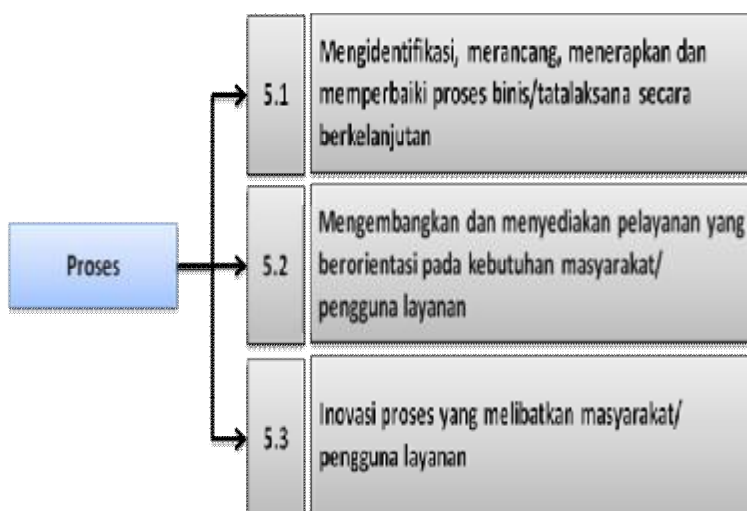 Proses
5.1
Mengidentifikasi, merancang, menerapkan dan
memperbaiki proses binis/tatalaksana secara
berkelanjutan
5.2
Mengembangkan dan menyediakan pelayanan yang
berorientasi pada kebutuhan masyarakat/
pengguna layanan
5.3
Inovasi proses yang melibatkan masyarakat/
pengguna layanan